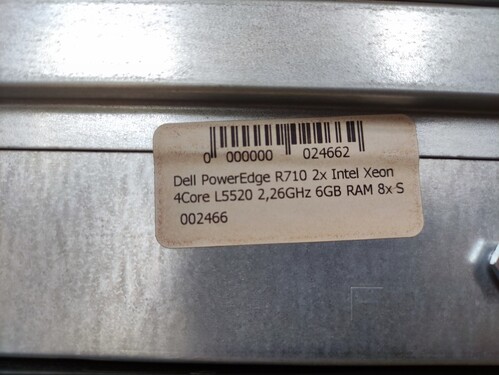 0 000000 024662
Dell PowerEdge R710 2x Intel Xeon
4Core L5520 2,26GHz 6GB RAM 8x S
002466